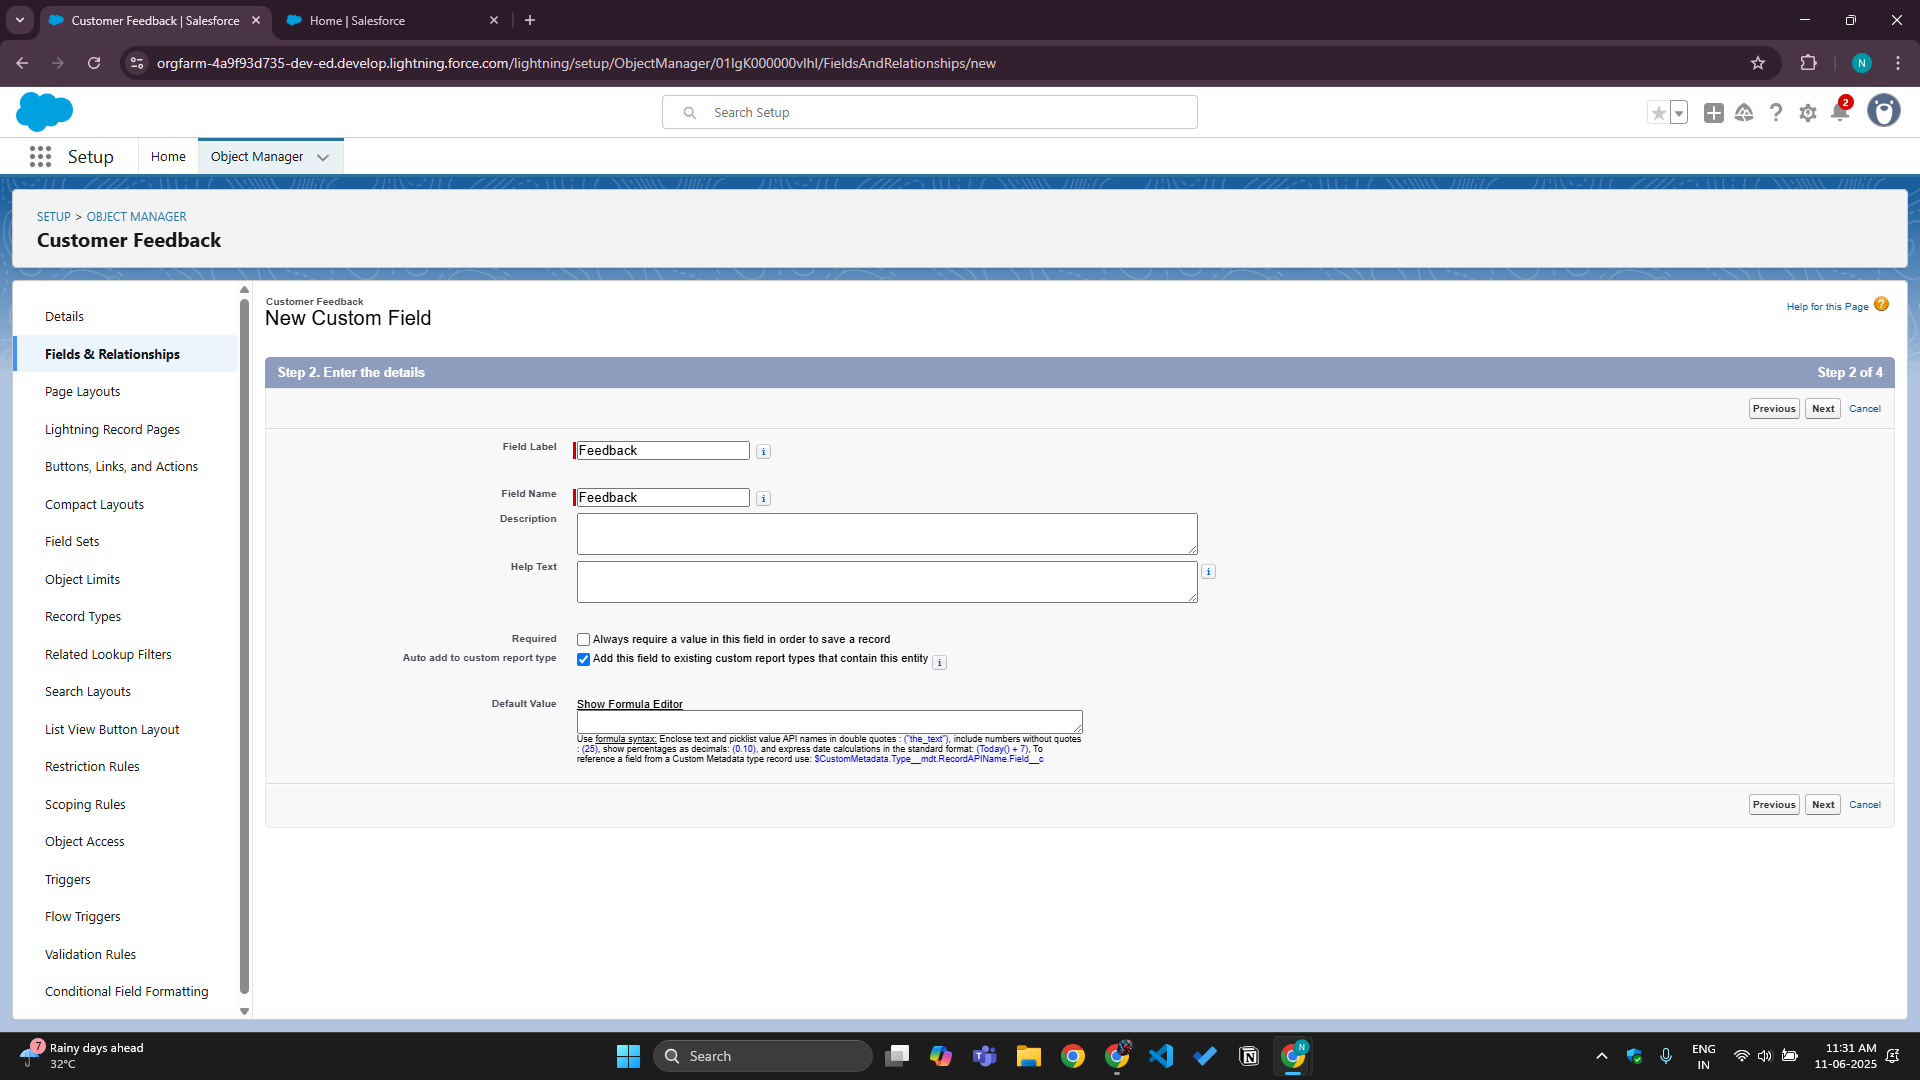 Customer Feedback | Salesforce
Home | Salesforce
orgfarm-4a9f93d735-dev-ed.develop.lightning.force.com/lightning/setup/ObjectManager/01IgK000000vlhl/FieldsAndRelationships/new
N
Search Setup
2
Setup
Home
Object Manager
SETUP > OBJECT MANAGER
Customer Feedback
Details
Fields & Relationships
Page Layouts
Lightning Record Pages
Buttons, Links, and Actions
Compact Layouts
Field Sets
Object Limits
Record Types
Related Lookup Filters
Search Layouts
List View Button Layout
Restriction Rules
Scoping Rules
Object Access
Triggers
Flow Triggers
Validation Rules
Conditional Field Formatting
Customer Feedback
New Custom Field
Help for this Page ?
Step 2. Enter the details
Step 2 of 4
Previous Next Cancel
Field Label Feedback i
Field Name Feedback i
Description
Help Text i
Required Always require a value in this field in order to save a record
Auto add to custom report type Add this field to existing custom report types that contain this entity i
Default Value Show Formula Editor
Use formula syntax: Enclose text and picklist value API names in double quotes : ("the_text"), include numbers without quotes
: (25), show percentages as decimals: (0.10), and express date calculations in the standard format: (Today() + 7), To
reference a field from a Custom Metadata type record use: $CustomMetadata.Type__mdt.RecordAPIName.Field__c
Previous Next Cancel
7
Rainy days ahead
32°C
Search
N
ENG
IN
11:31 AM
11-06-2025